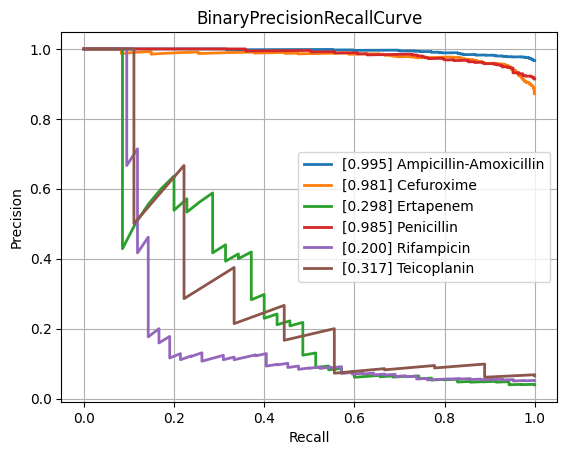 BinaryPrecisionRecallCurve
1.0
0.8
0.6
0.4
0.2
0.0
Precision
[0.995] Ampicillin-Amoxicillin
[0.981] Cefuroxime
[0.298] Ertapenem
[0.985] Penicillin
[0.200] Rifampicin
[0.317] Teicoplanin
0.0 0.2 0.4 0.6 0.8 1.0
Recall